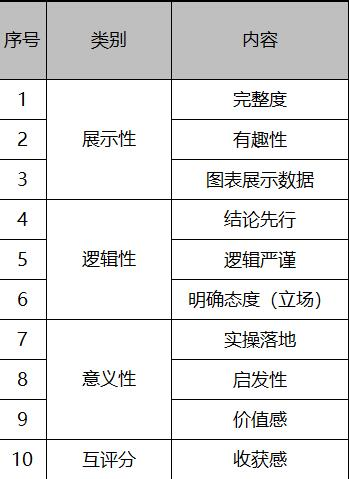 序号 类别 内容
1 展示性 完整度
2 有趣性
3 图表展示数据
4 逻辑性 结论先行
5 逻辑严谨
6 明确态度（立场）
7 意义性 实操落地
8 启发性
9 价值感
10 互评分 收获感